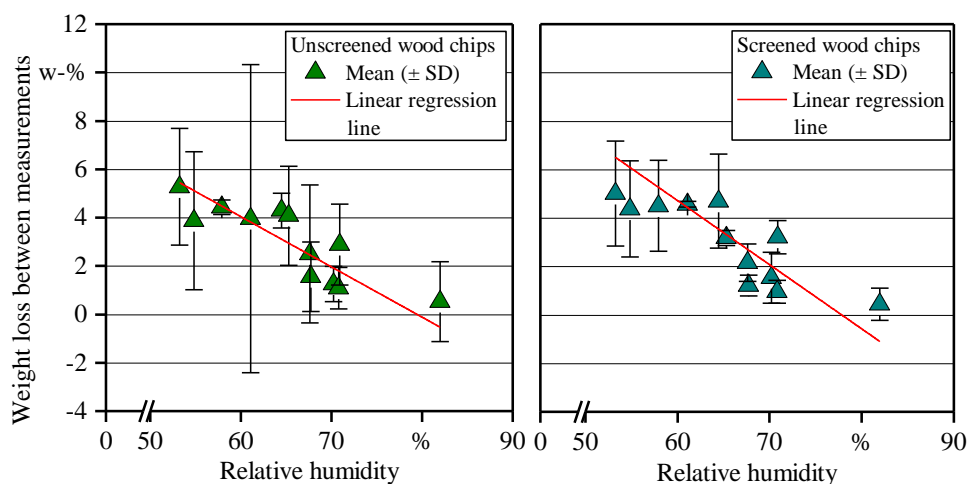 12
w-%
8
6
4
2
0
-2
-4
Weight loss between measurements
Unscreened wood chips
Mean (± SD)
Linear regression
line
0
50
60
70
%
90
Relative humidity
Screened wood chips
Mean (± SD)
Linear regression
line
0
50
60
70
%
90
Relative humidity